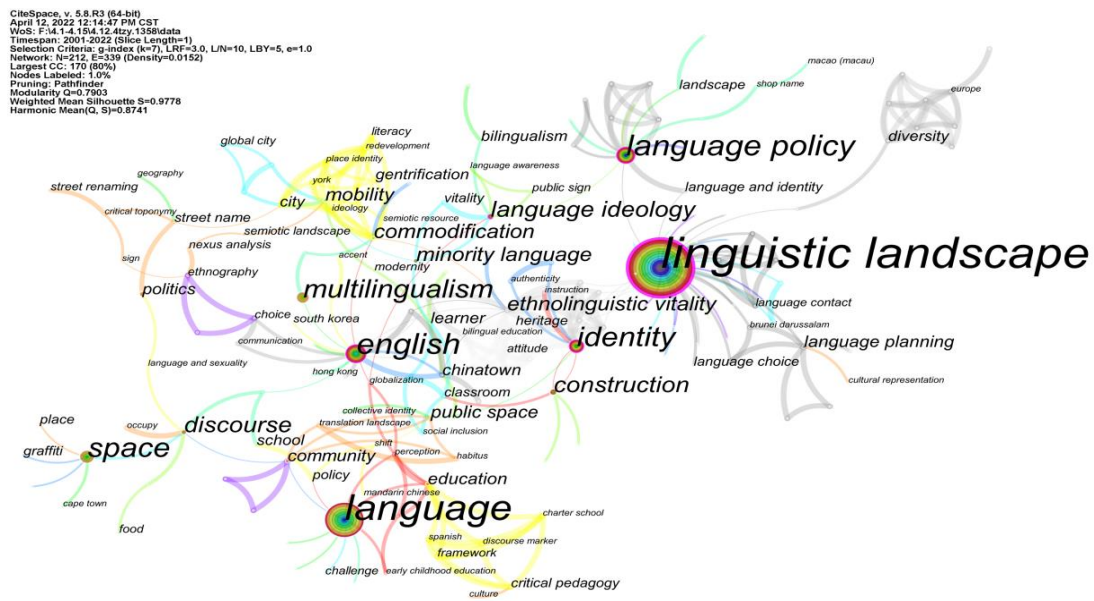 CiteSpace, v. 5.8.R3 (64-bit)
April 12, 2022 12:14:47 PM CST
WoS: F:\4.1-4.15\4.12.4tzy.1358\data
Timespan: 2001-2022 (Slice Length=1)
Selection Criteria: g-index (k=7), LRF=3.0, L/N=10, LBY=5, e=1.0
Network: N=212, E=339 (Density=0.0152)
Largest CC: 170 (80%)
Nodes Labeled: 1.0%
Pruning: Pathfinder
Modularity Q=0.7903
Weighted Mean Silhouette S=0.9778
Harmonic Mean(Q, S)=0.8741
macao (macau)
landscape
shop name
europe
diversity
literacy
global city
redevelopment
bilingualism
language policy
place identity
language awareness
geography
york
gentrification
street renaming
mobility
public sign
language and identity
city
ideology
vitality
critical toponymy
street name
semiotic resource
language ideology
semiotic landscape
commodification
nexus analysis
sign
accent
minority language
linguistic landscape
modernity
ethnography
authenticity
politics
multilingualism
instruction
ethnolinguistic vitality
language contact
choice
south korea
learner
heritage
brunei darussalam
bilingual education
communication
english
attitude
identity
language planning
language and sexuality
hong kong
chinatown
language choice
globalization
cultural representation
classroom
construction
collective identity
public space
place
occupy
discourse
translation landscape
social inclusion
graffiti
space
school
shift
community
perception
habitus
policy
education
mandarin chinese
cape town
language
charter school
food
spanish
discourse marker
framework
challenge
early childhood education
critical pedagogy
culture